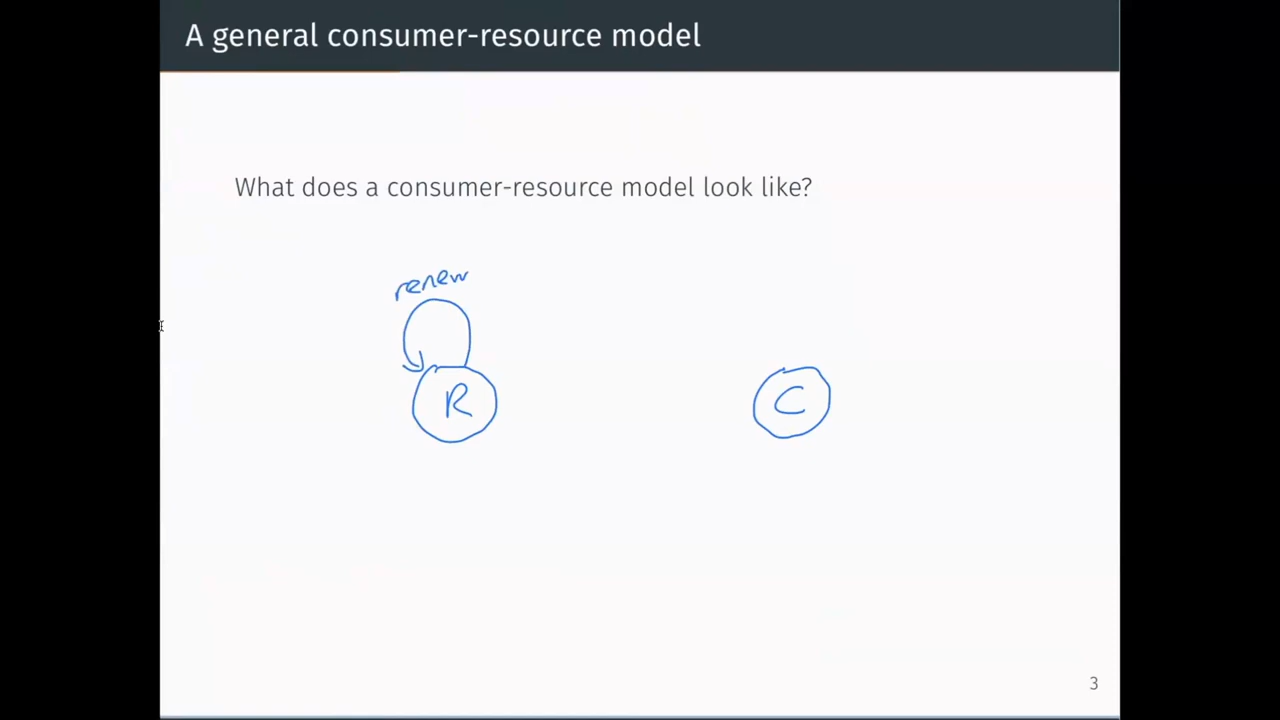 A general consumer-resource model
What does a consumer-resource model look like?
renew
R
C
3